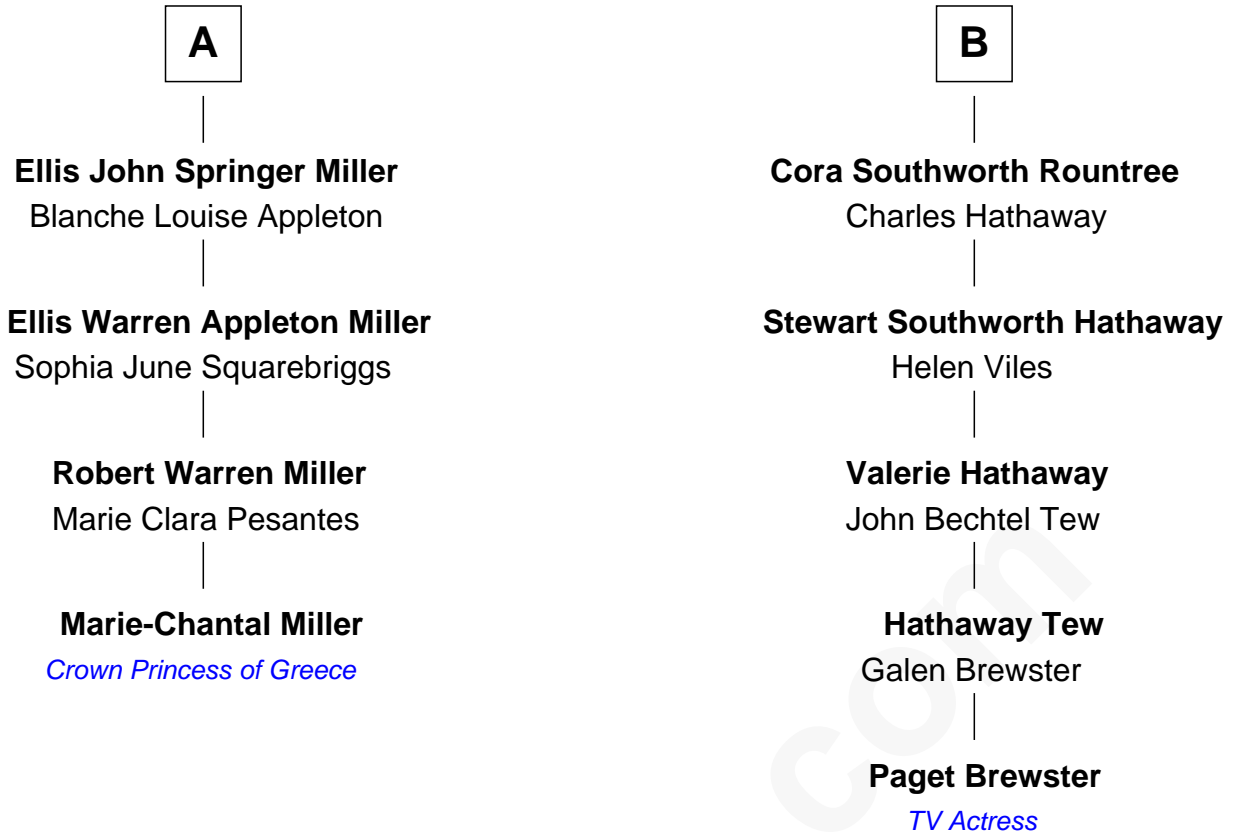 A
Ellis John Springer Miller
Blanche Louise Appleton
Ellis Warren Appleton Miller
Sophia June Squarebriggs
Robert Warren Miller
Marie Clara Pesantes
Marie-Chantal Miller
Crown Princess of Greece
B
Cora Southworth Rountree
Charles Hathaway
Stewart Southworth Hathaway
Helen Viles
Valerie Hathaway
John Bechtel Tew
Hathaway Tew
Galen Brewster
Paget Brewster
TV Actress
com